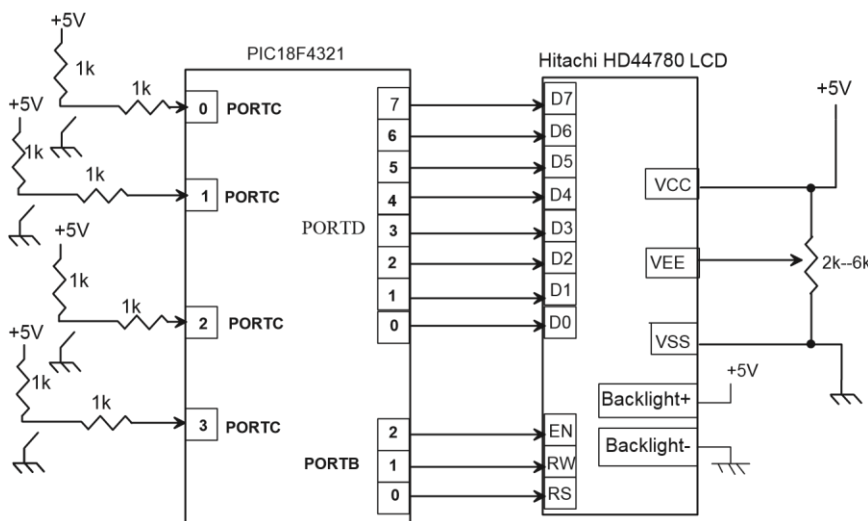 +5V
PIC18F4321
Hitachi HD44780 LCD
1k
1k
+5V
0 PORTC
7
D7
+5V
6
D6
1k
1k
5
D5
1 PORTC
4
D4
VCC
PORTD
3
D3
+5V
2
D2
VEE
2k--6k
1k
1k
1
D1
2 PORTC
0
D0
+5V
VSS
1k
1k
+5V
Backlight+
3 PORTC
2
EN
Backlight-
PORTB
1
RW
0
RS